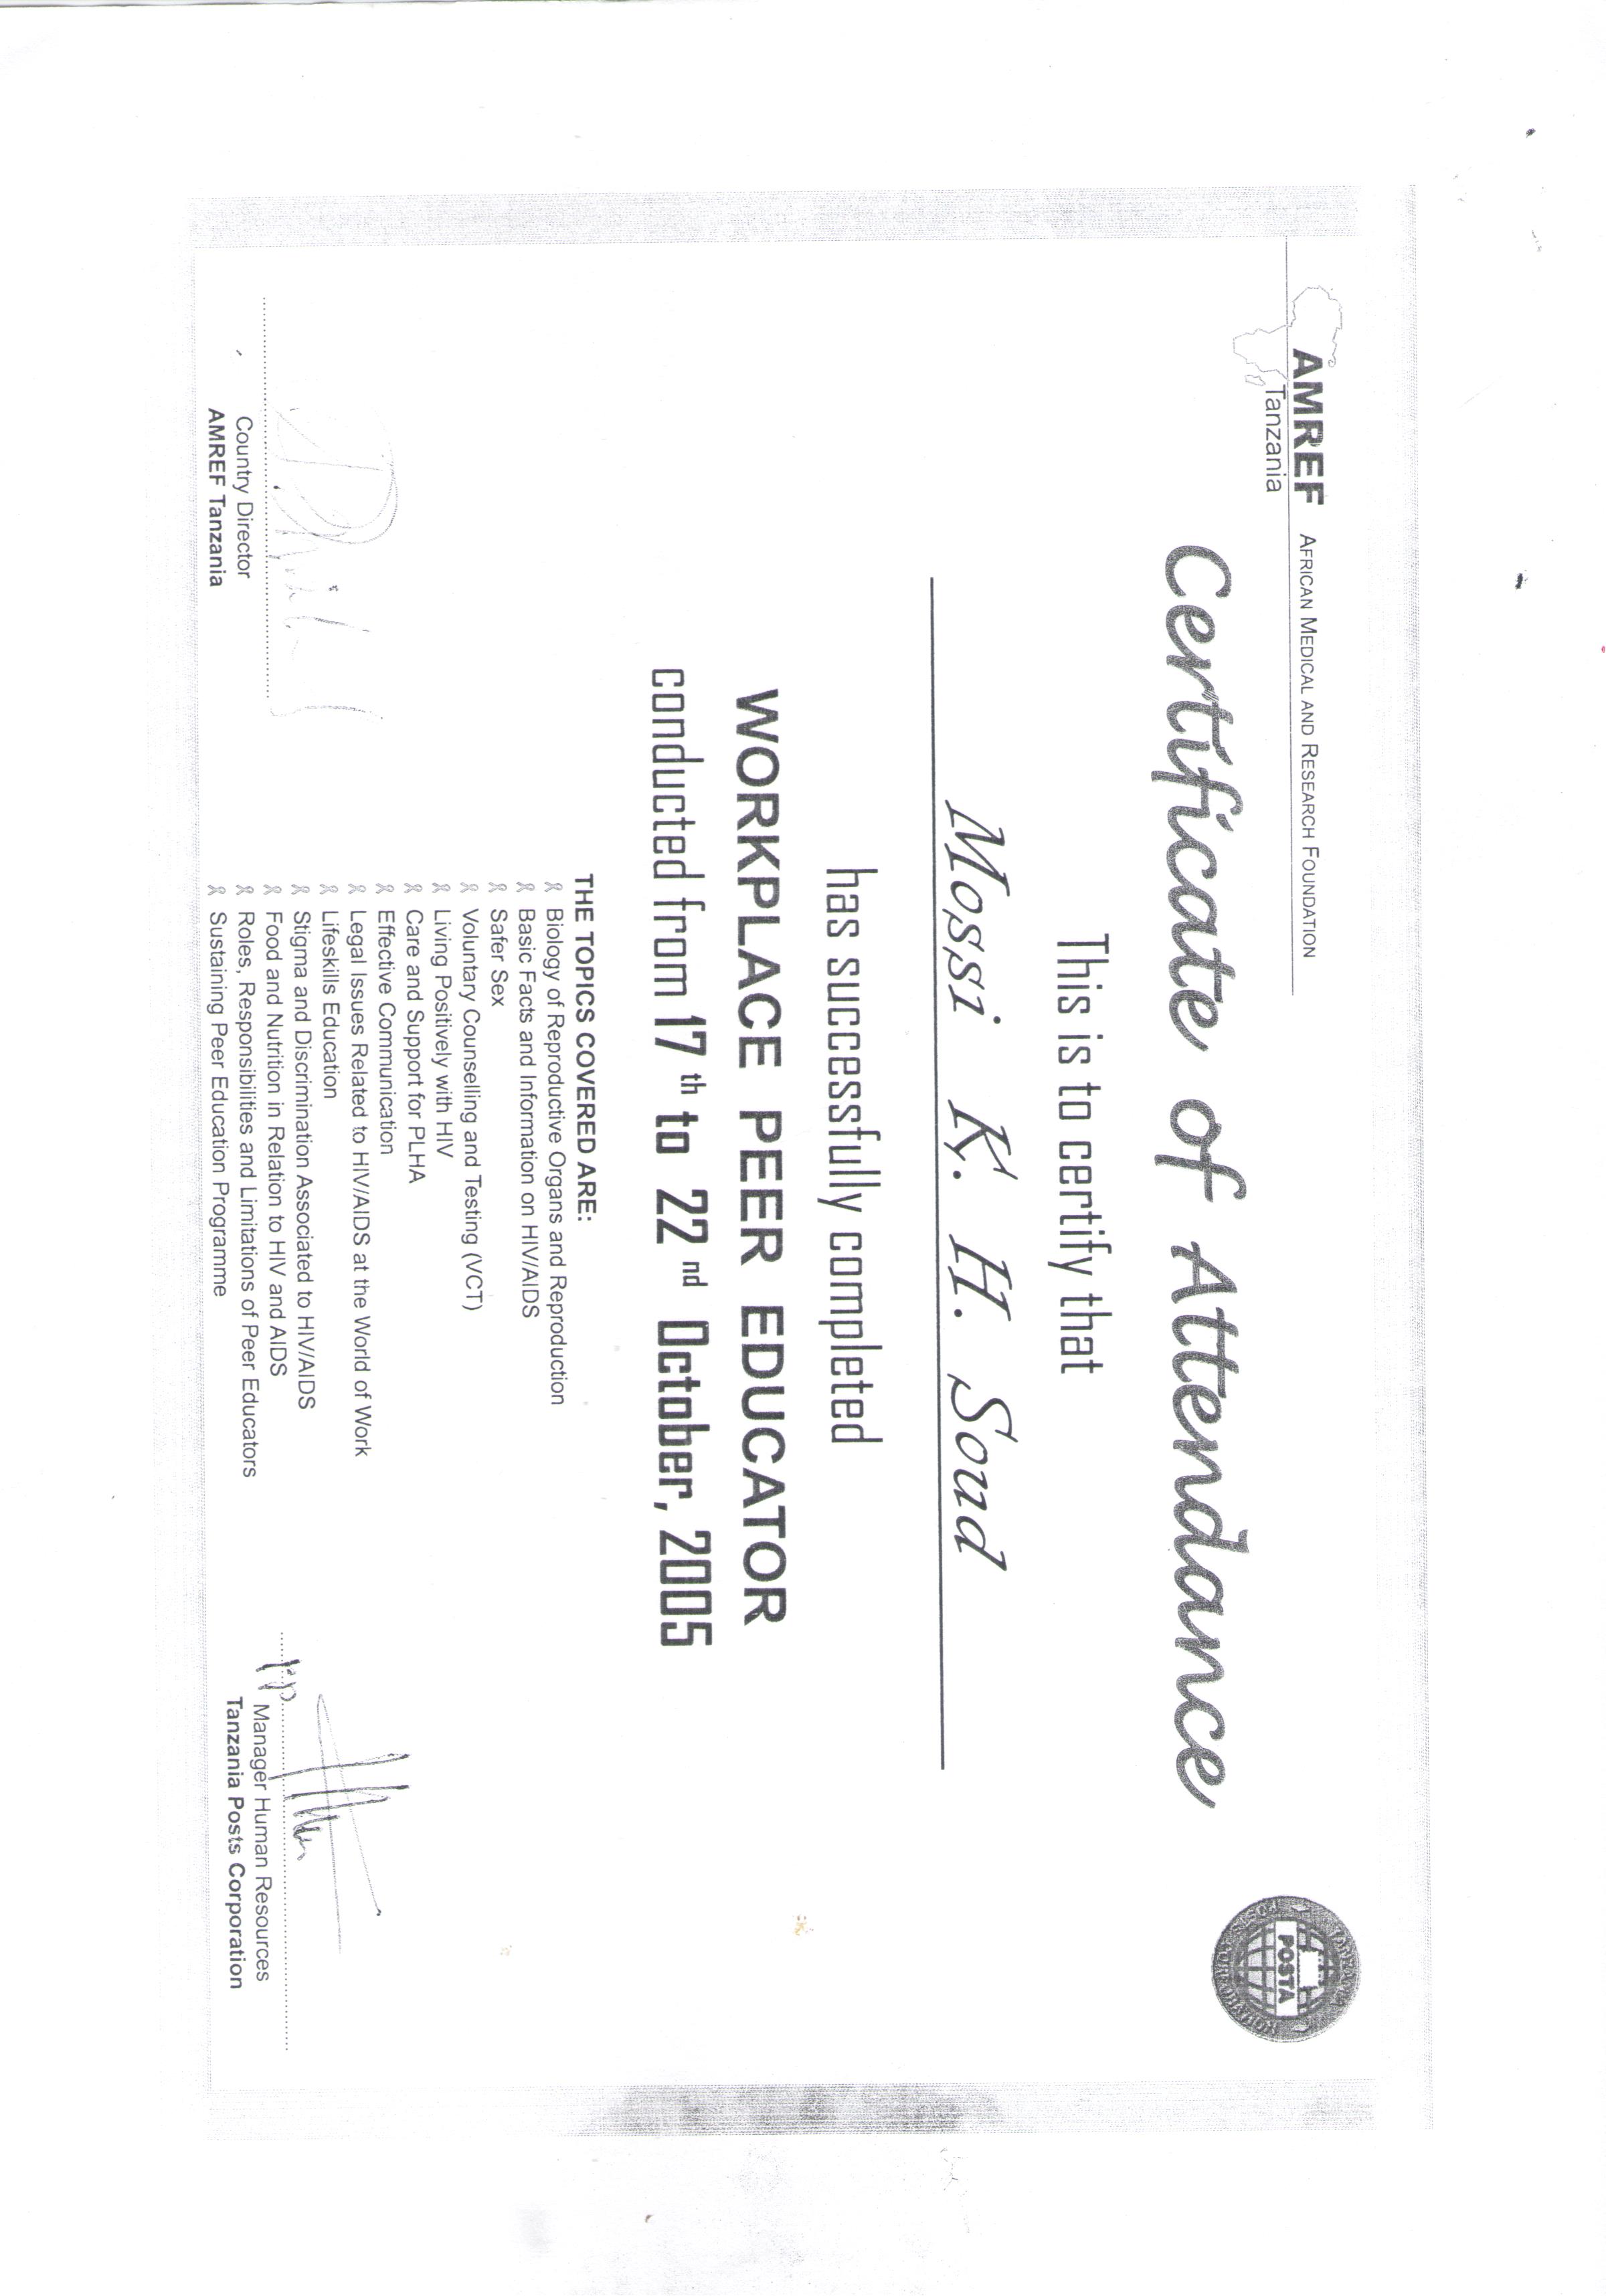 AMREF AFRICAN MEDICAL AND RESEARCH FOUNDATION
Tanzania
TANZANIA POSTS CORPORATION
POSTA
Certificate of Attendance
This is to certify that
Mossi K. H. Soud
has successfully completed
WORKPLACE PEER EDUCATOR
conducted from 17th to 22nd October, 2005
THE TOPICS COVERED ARE:
Biology of Reproductive Organs and Reproduction
Basic Facts and Information on HIV/AIDS
Safer Sex
Voluntary Counselling and Testing (VCT)
Living Positively with HIV
Care and Support for PLHA
Effective Communication
Legal Issues Related to HIV/AIDS at the World of Work
Lifeskills Education
Stigma and Discrimination Associated to HIV/AIDS
Food and Nutrition in Relation to HIV and AIDS
Roles, Responsibilities and Limitations of Peer Educators
Sustaining Peer Education Programme
Country Director
AMREF Tanzania
pp.
Manager Human Resources
Tanzania Posts Corporation